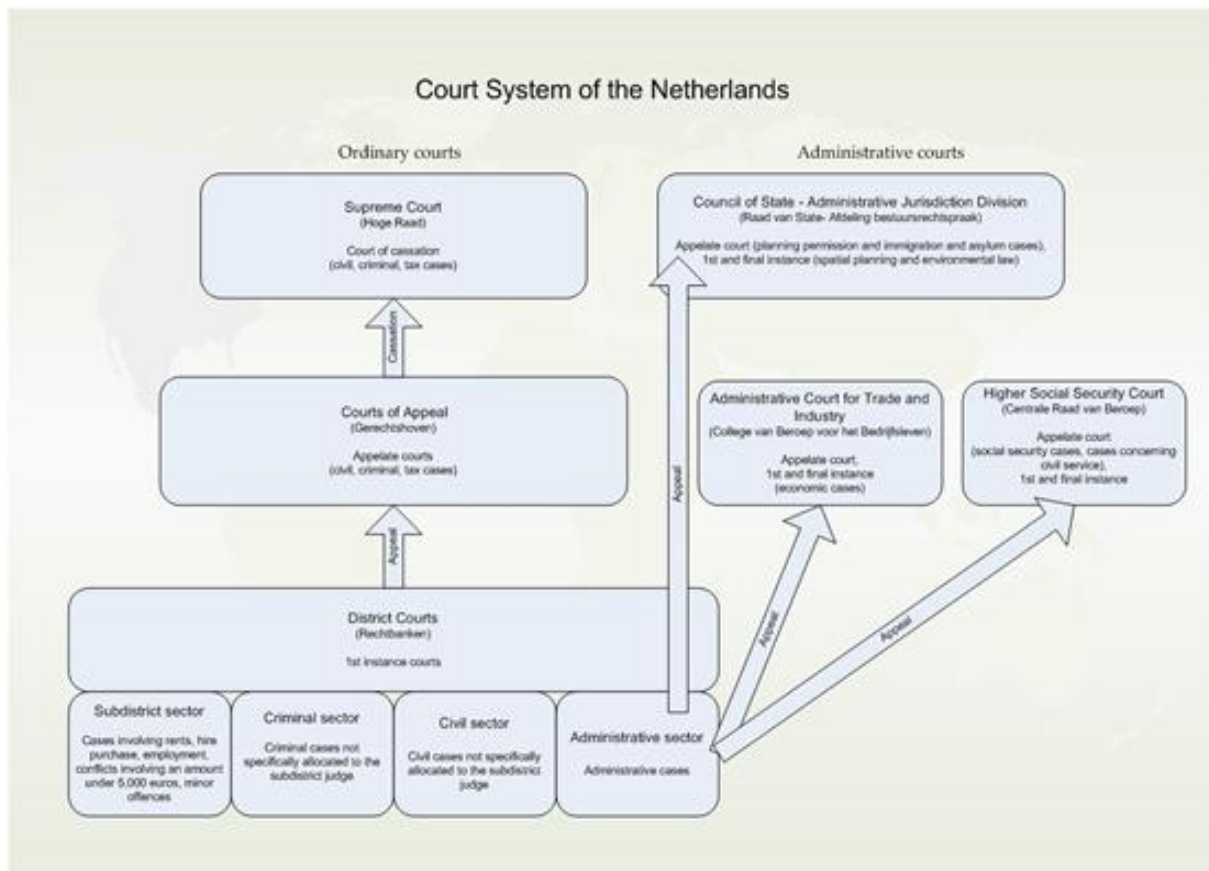 Court System of the Netherlands
Ordinary courts
Supreme Court
(Hoge Raad)
Court of cassation
(civil, criminal, tax cases)
Cassation
Courts of Appeal
(Gerechtshoven)
Appelate courts
(civil, criminal, tax cases)
Appeal
District Courts
(Rechtbanken)
1st instance courts
Subdistrict sector
Cases involving rents, hire
purchase, employment,
conflicts involving an amount
under 5.000 euros, minor
offences
Criminal sector
Criminal cases not
specifically allocated to the
subdistrict judge
Civil sector
Civil cases not specifically
allocated to the subdistrict
judge
Administrative sector
Administrative cases
Administrative courts
Council of State - Administrative Jurisdiction Division
(Raad van State- Afdeling bestuursrechtspraak)
Appelate court (planning permission and immigration and asylum cases),
1st and final instance (spatial planning and environmental law)
Appeal
Administrative Court for Trade and
Industry
(College van Beroep voor het Bedrijfsleven)
Appelate court,
1st and final instance
(economic cases)
Appeal
Higher Social Security Court
(Centrale Raad van Beroep)
Appelate court
(social security cases, cases concerning
civil service),
1st and final instance
Appeal